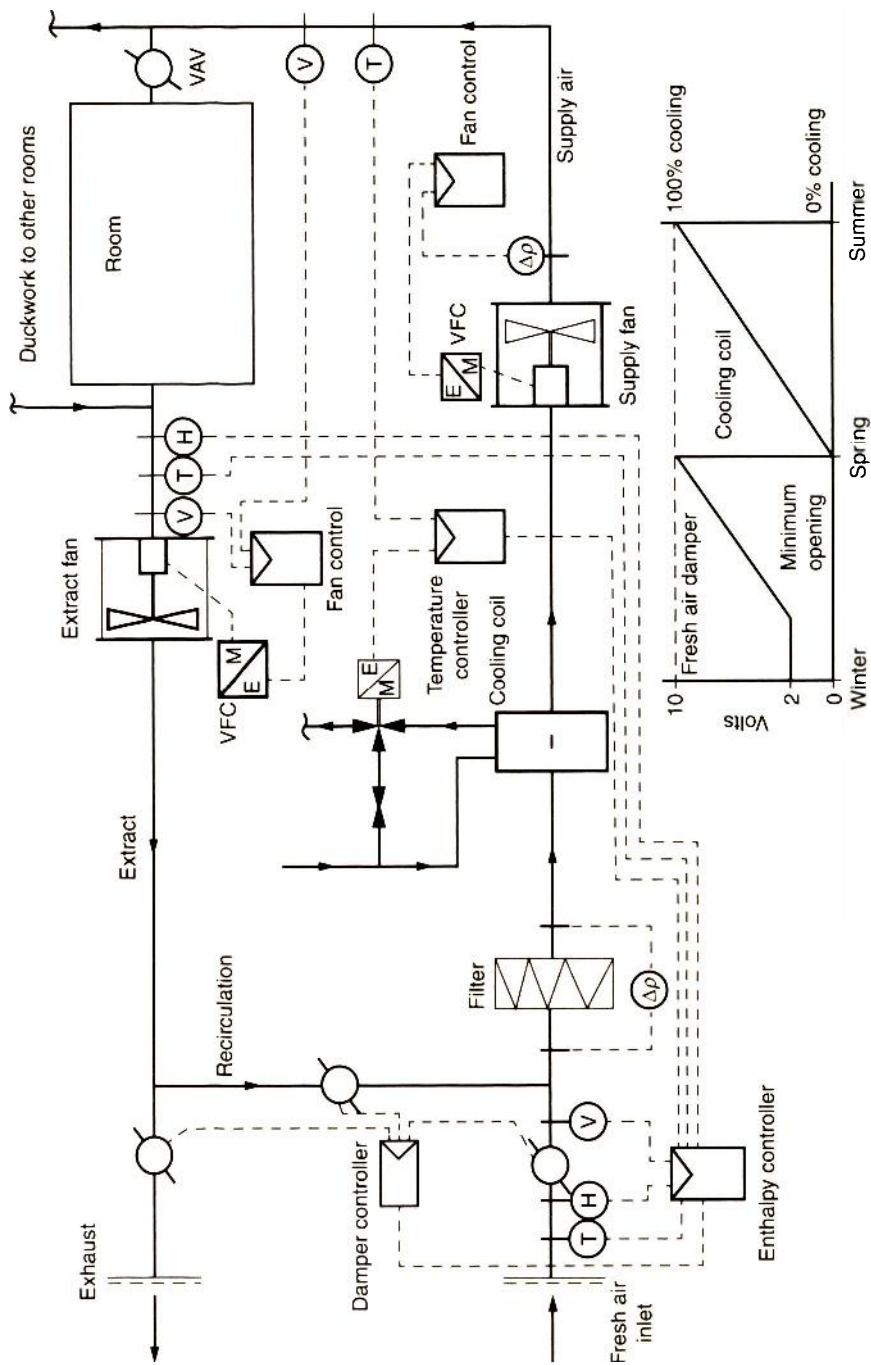 Duckwork to other rooms
VAV
Room
V
T
H
T
V
Extract fan
M
E
VFC
Fan control
Extract
Recirculation
Exhaust
Fan control
Supply air
Δρ
VFC
E
M
Supply fan
Temperature
controller
E
M
Cooling coil
–
Filter
Δρ
Damper controller
V
H
T
Enthalpy controller
Fresh air
inlet
10
Fresh air damper
100% cooling
Cooling coil
Volts
Minimum
opening
2
0
0% cooling
Winter
Spring
Summer